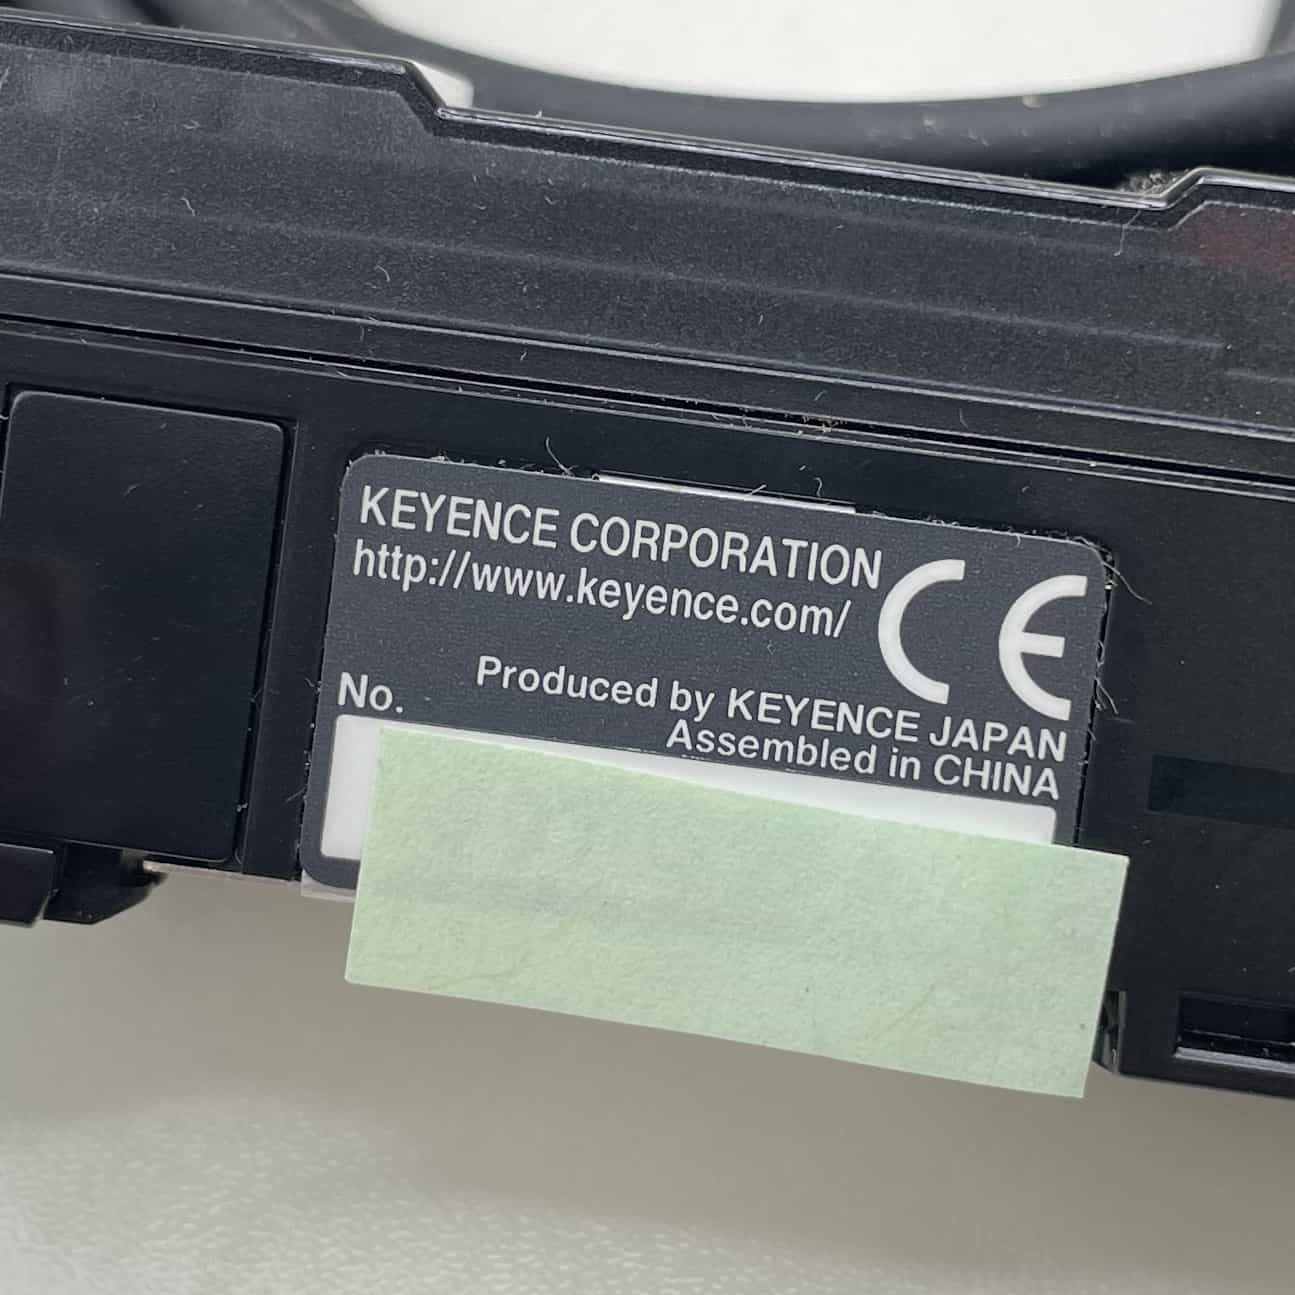 KEYENCE CORPORATION
http://www.keyence.com/
CE
Produced by KEYENCE JAPAN
Assembled in CHINA
No.